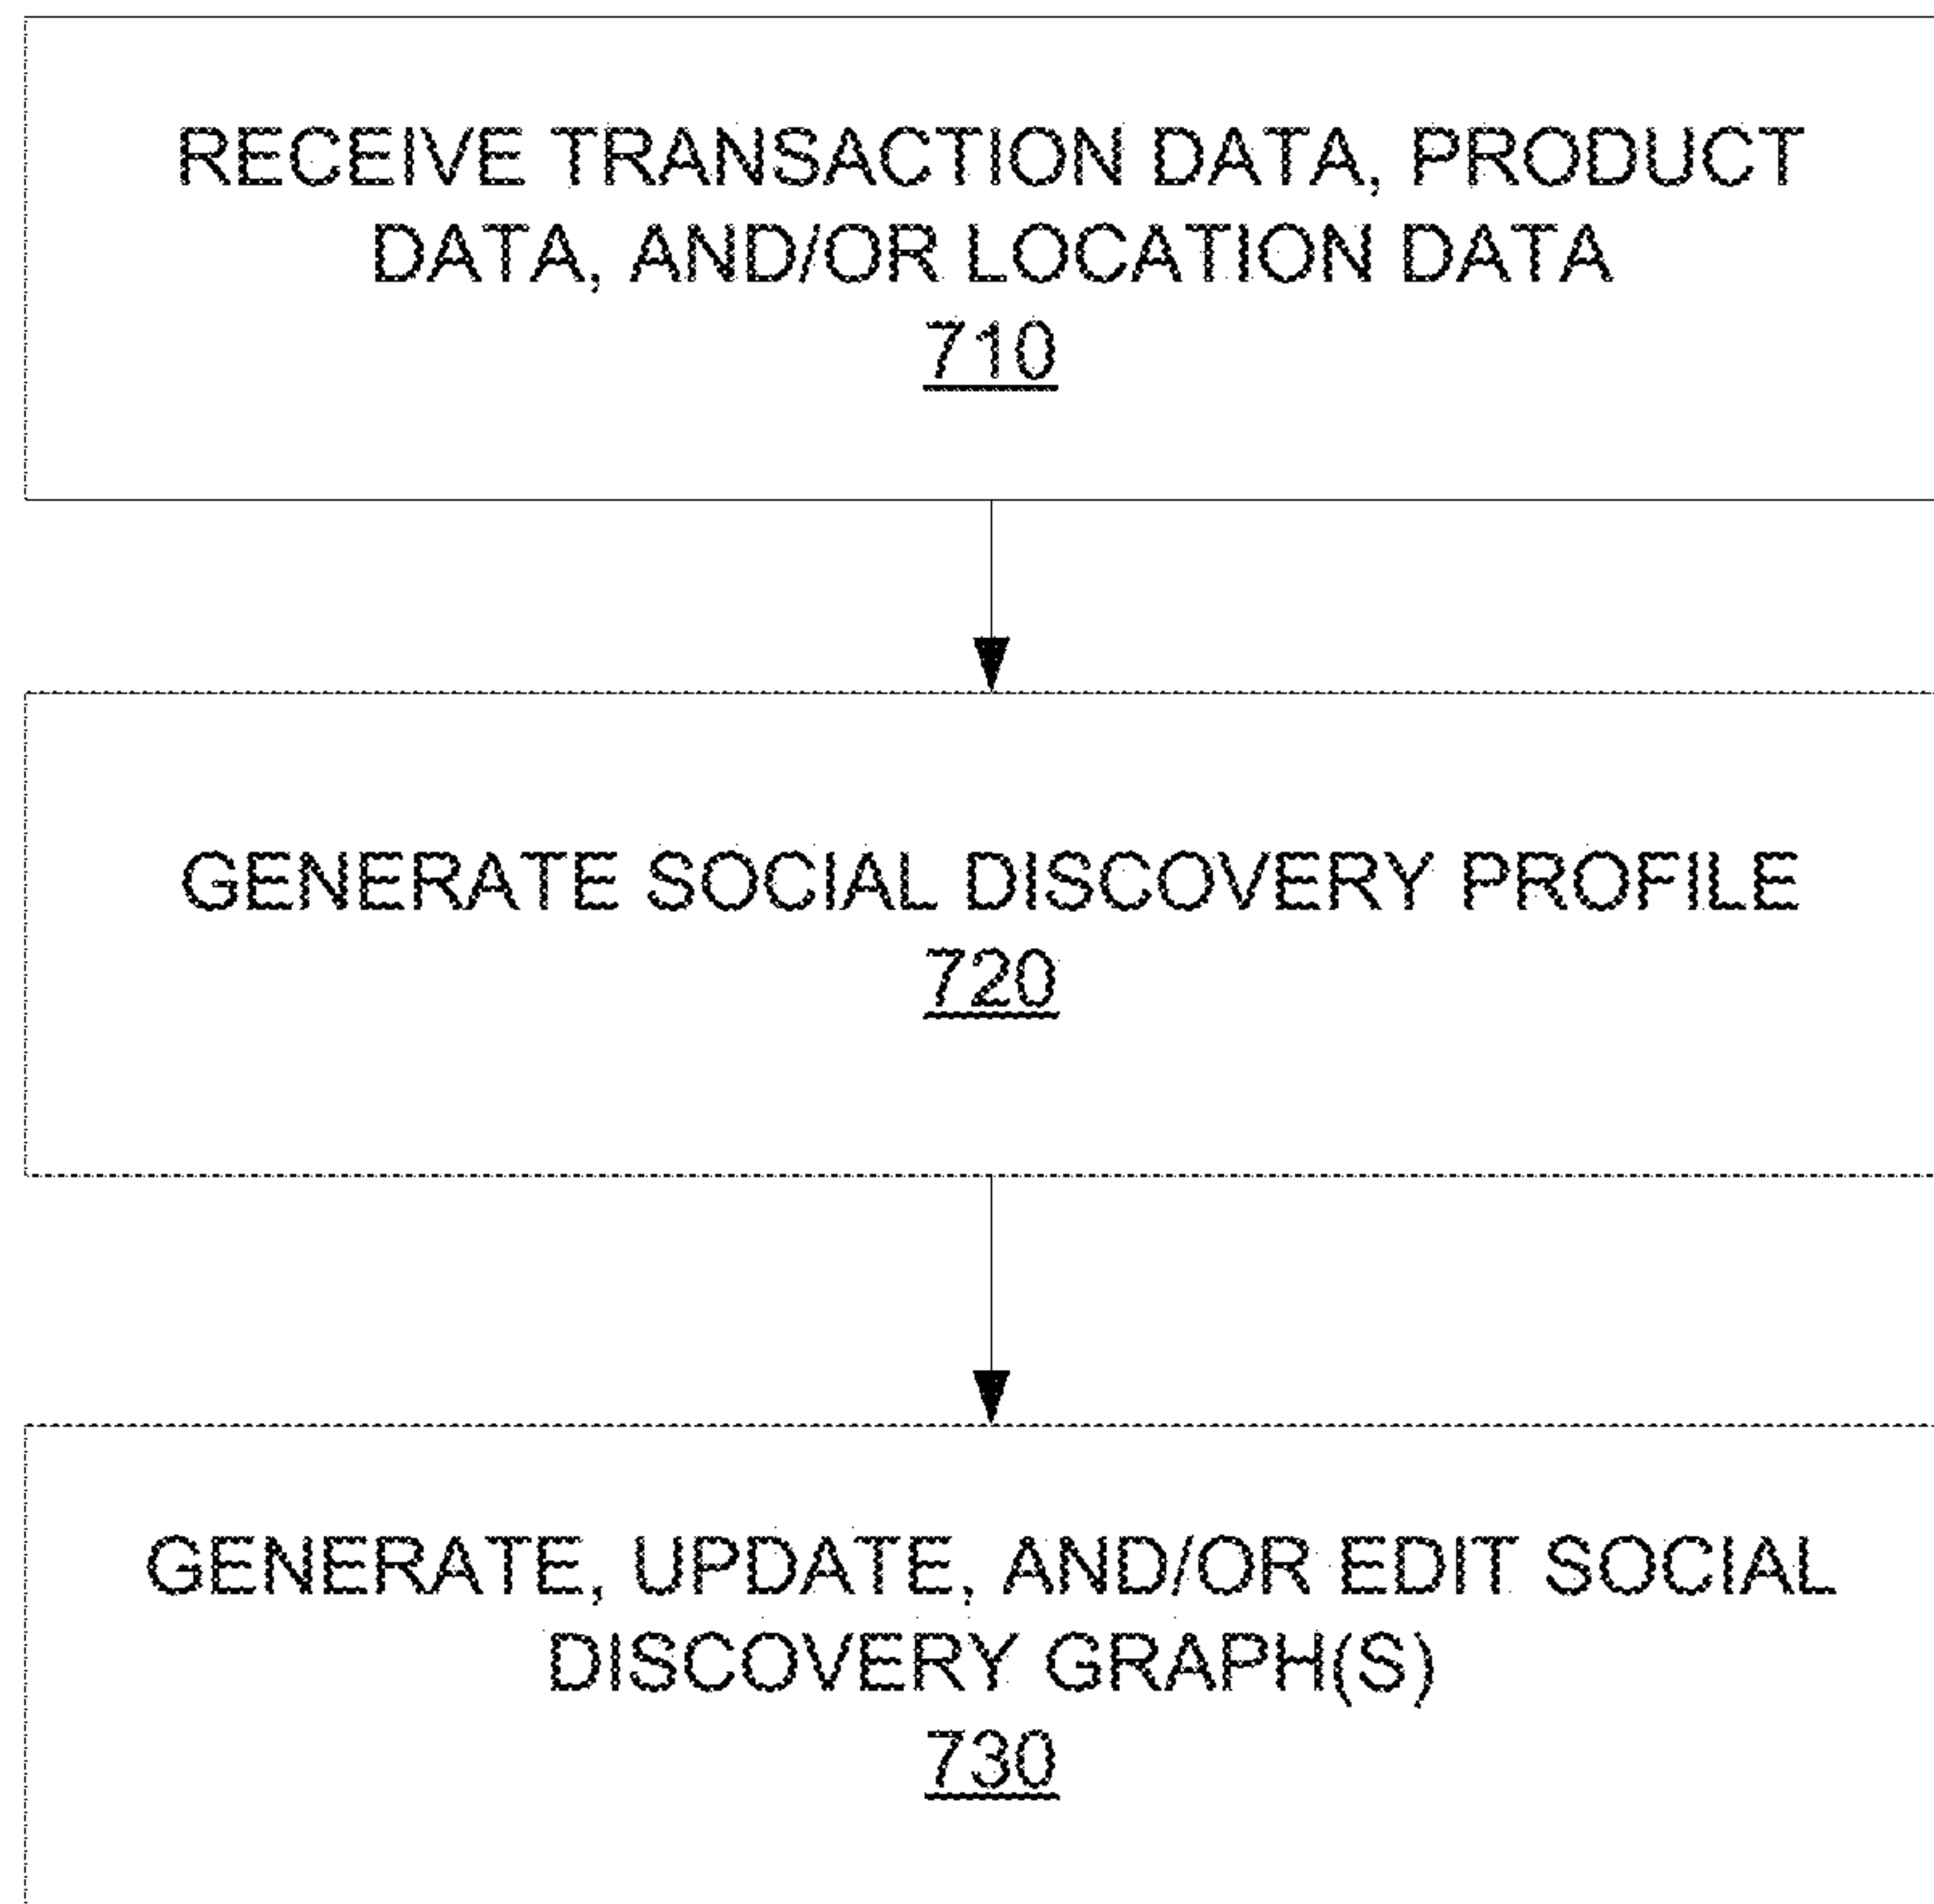 RECEIVE TRANSACTION DATA, PRODUCT
DATA, AND/OR LOCATION DATA
710
GENERATE SOCIAL DISCOVERY PROFILE
720
GENERATE, UPDATE, AND/OR EDIT SOCIAL
DISCOVERY GRAPH(S)
730